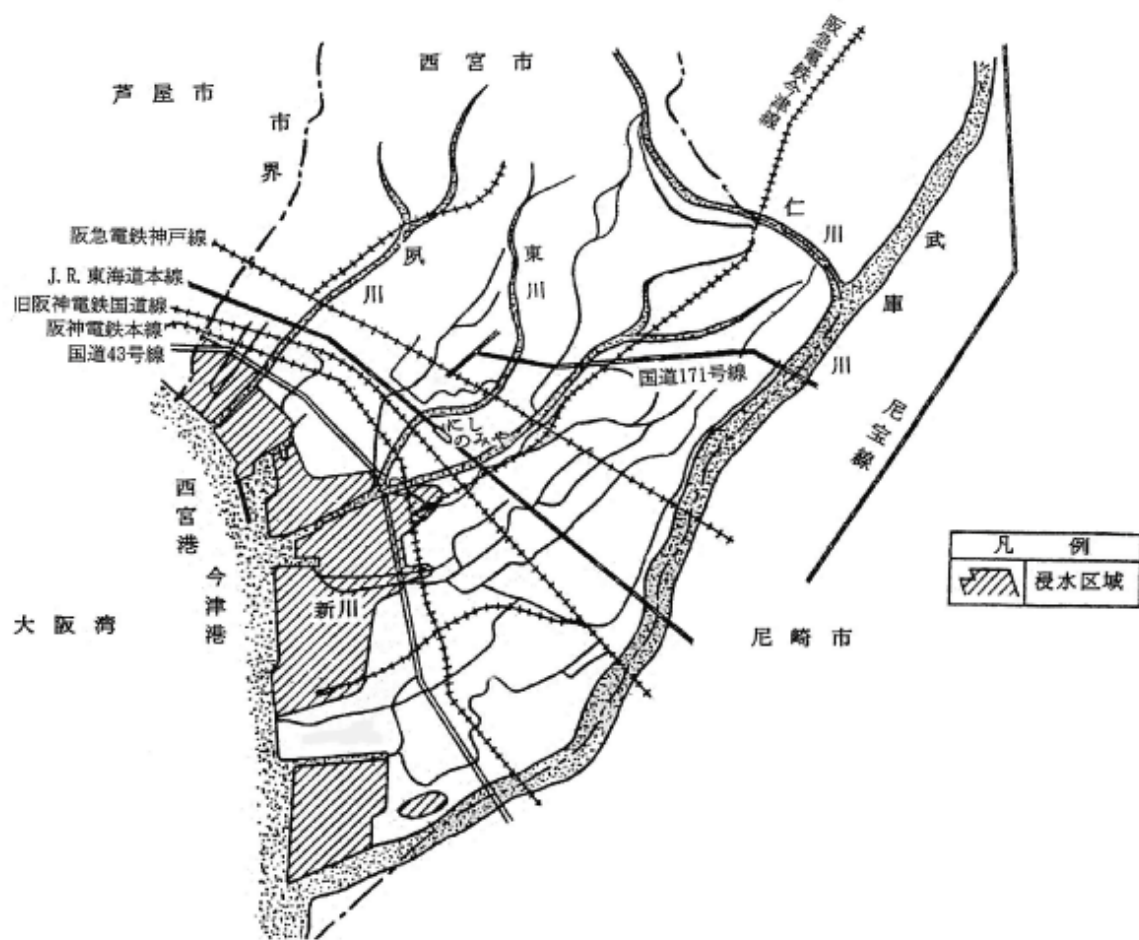 西宮市
芦屋市
市界
阪急電鉄今津線
仁川
武庫川
夙川
東川
阪急電鉄神戸線
J.R.東海道本線
旧阪神電鉄国道線
阪神電鉄本線
国道43号線
国道171号線
にし
のみや
尼宝線
西宮港
今津港
新川
大阪湾
尼崎市
凡例
浸水区域